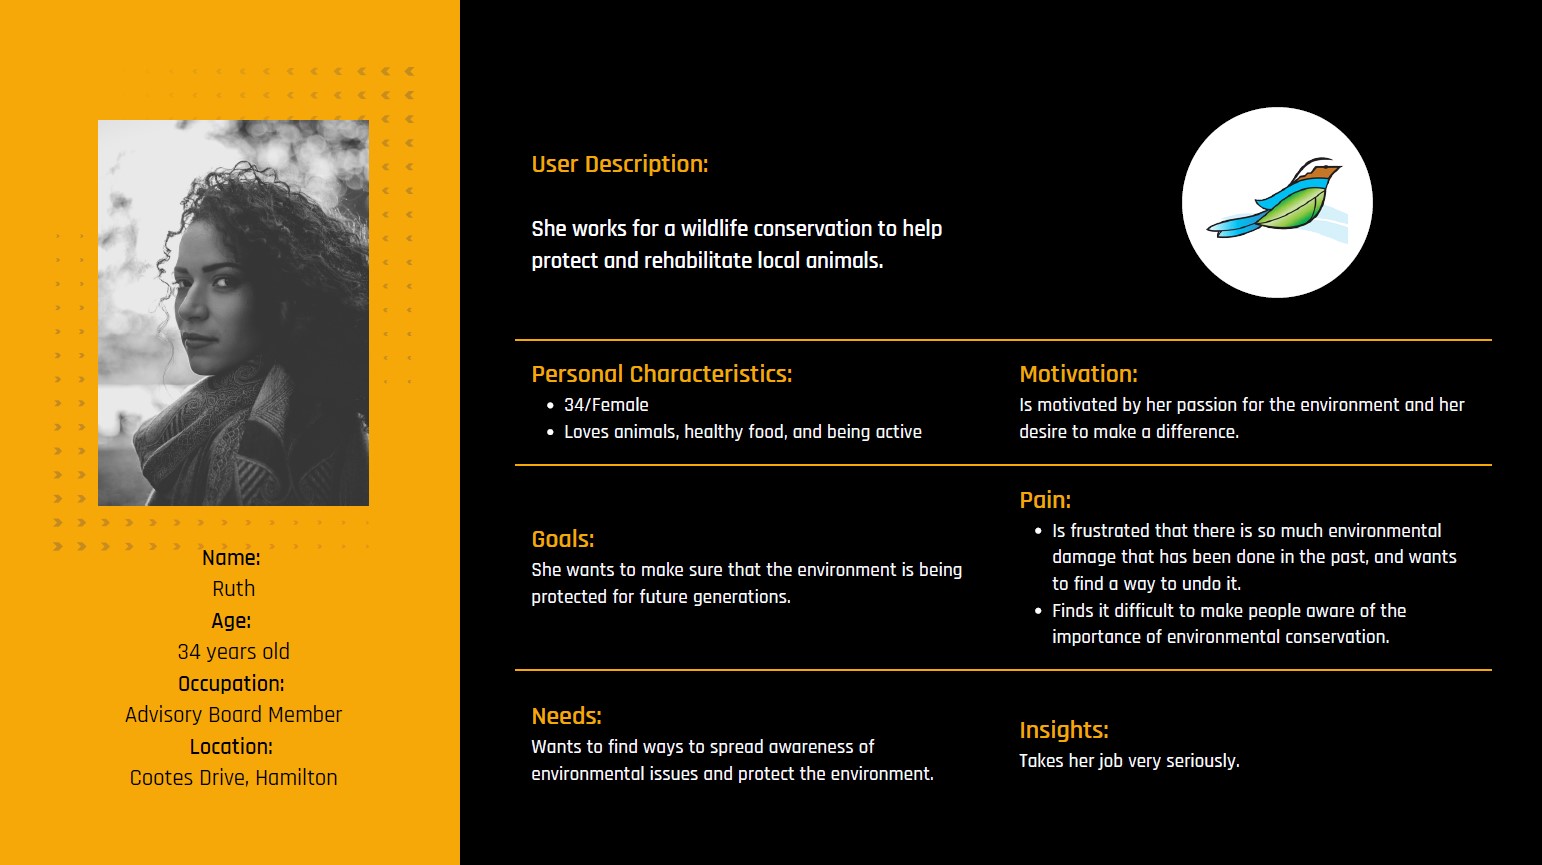 Name:
Ruth
Age:
34 years old
Occupation:
Advisory Board Member
Location:
Cootes Drive, Hamilton
User Description:
She works for a wildlife conservation to help
protect and rehabilitate local animals.
Personal Characteristics:
• 34/Female
• Loves animals, healthy food, and being active
Motivation:
Is motivated by her passion for the environment and her
desire to make a difference.
Goals:
She wants to make sure that the environment is being
protected for future generations.
Pain:
• Is frustrated that there is so much environmental
damage that has been done in the past, and wants
to find a way to undo it.
• Finds it difficult to make people aware of the
importance of environmental conservation.
Needs:
Wants to find ways to spread awareness of
environmental issues and protect the environment.
Insights:
Takes her job very seriously.